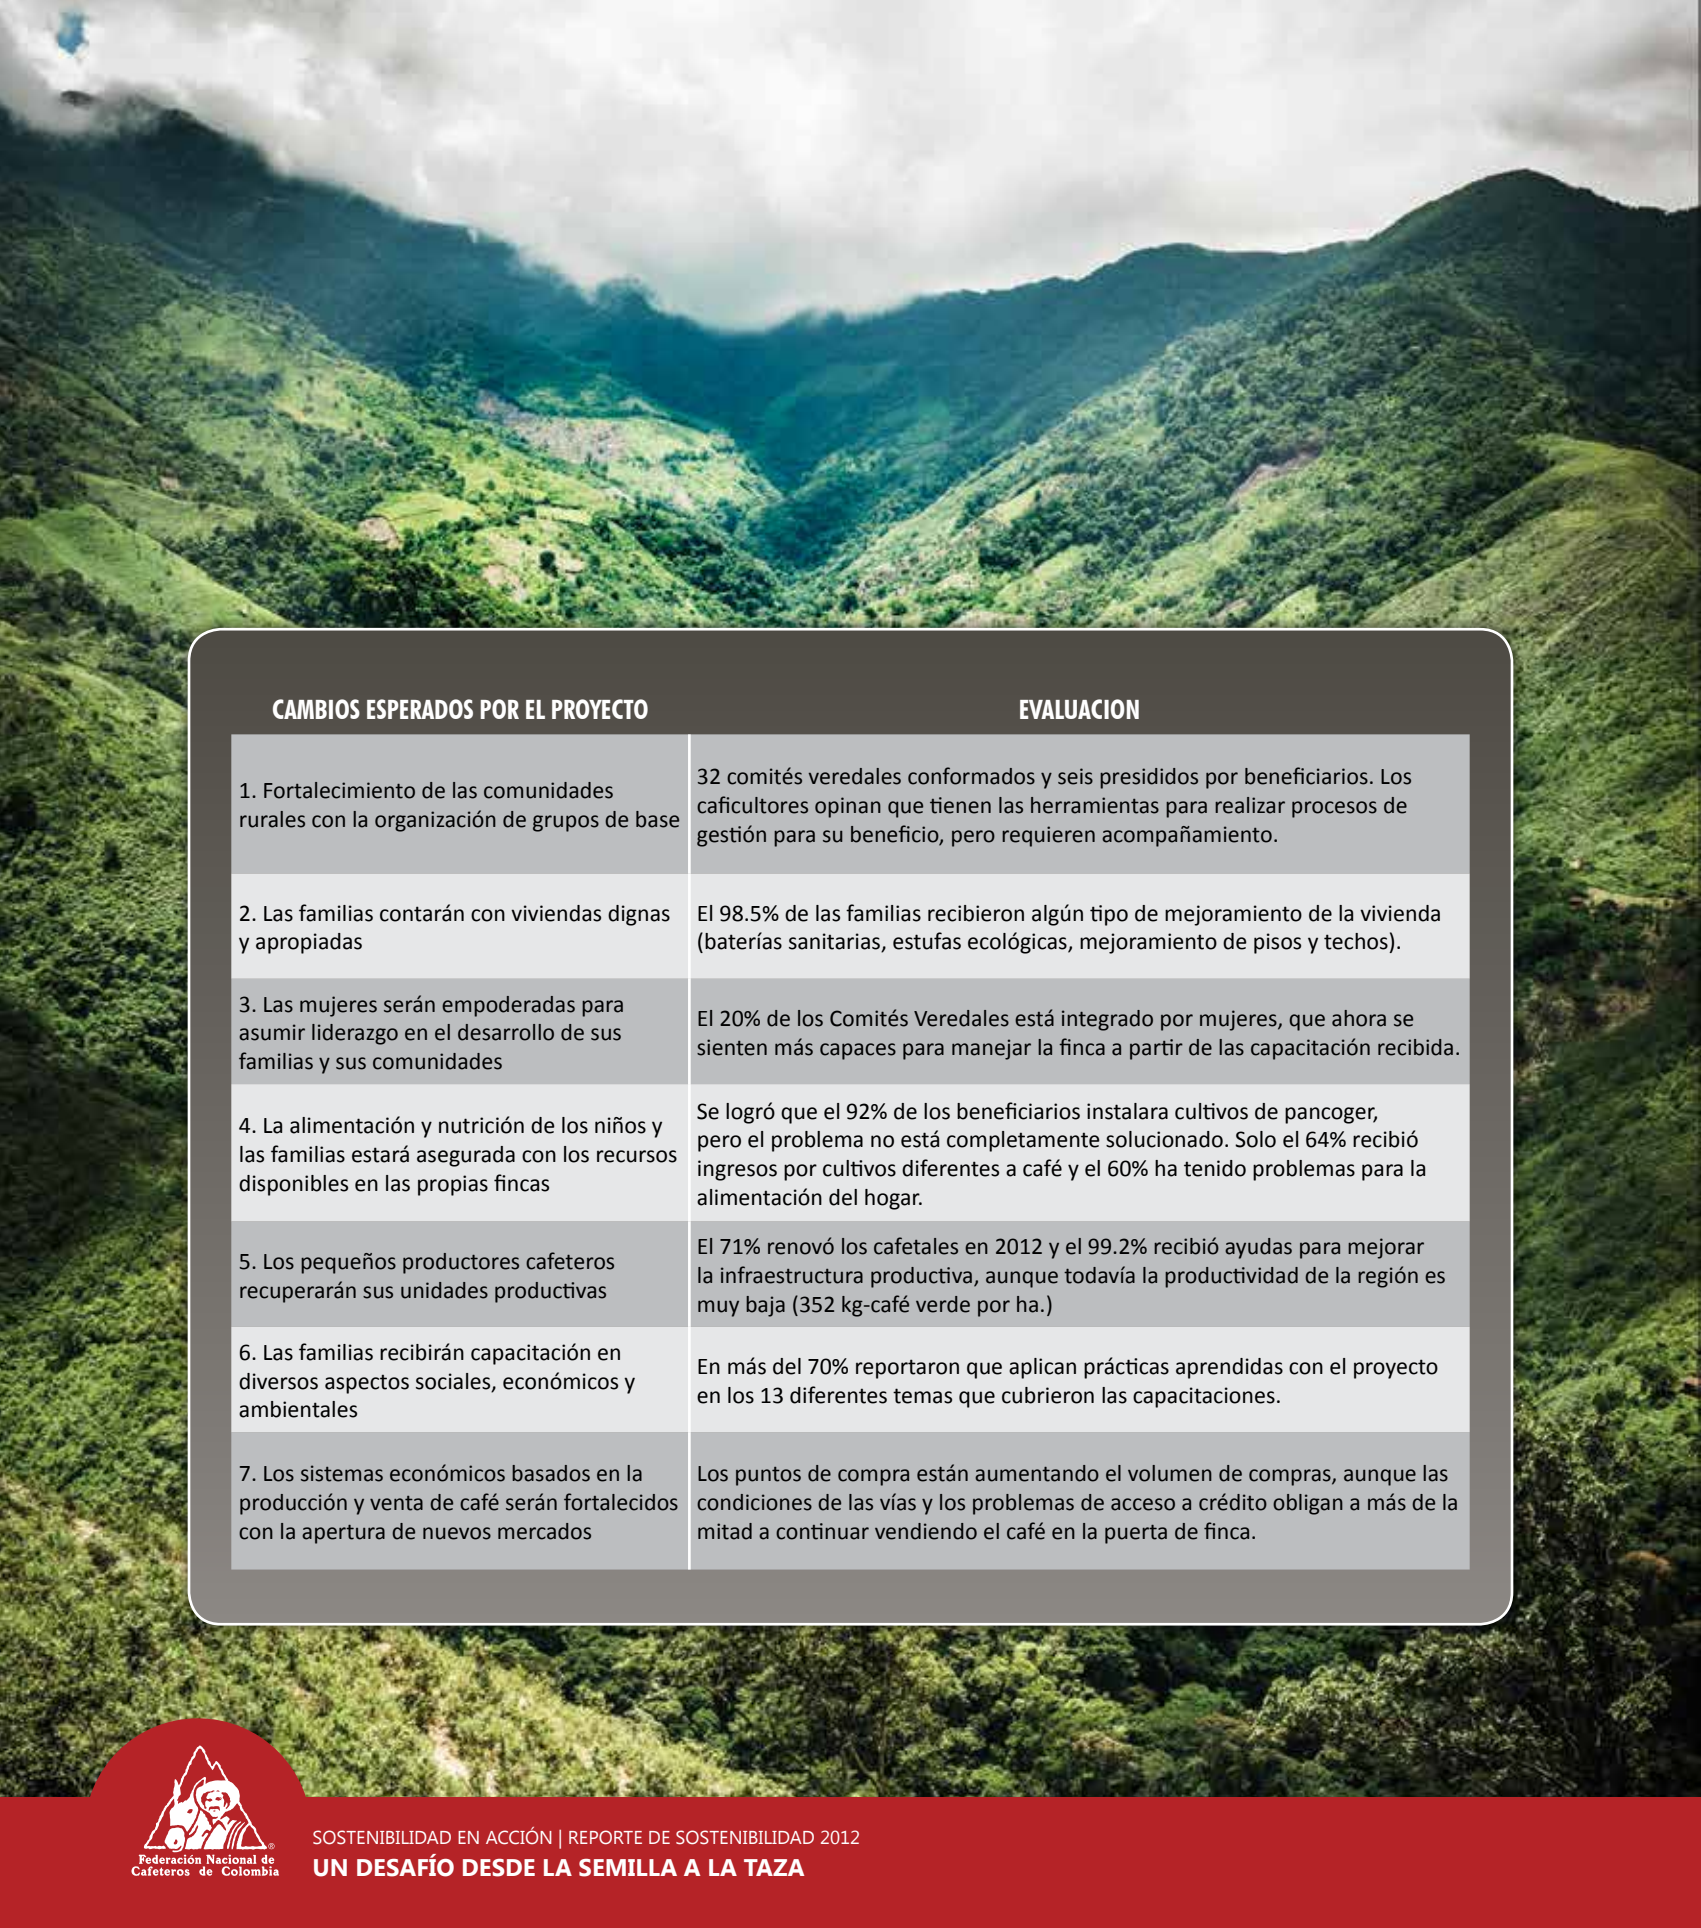 CAMBIOS ESPERADOS POR EL PROYECTO
EVALUACION
1. Fortalecimiento de las comunidades
rurales con la organización de grupos de base
32 comités veredales conformados y seis presididos por beneficiarios. Los
caficultores opinan que tienen las herramientas para realizar procesos de
gestión para su beneficio, pero requieren acompañamiento.
2. Las familias contarán con viviendas dignas
y apropiadas
El 98.5% de las familias recibieron algún tipo de mejoramiento de la vivienda
(baterías sanitarias, estufas ecológicas, mejoramiento de pisos y techos).
3. Las mujeres serán empoderadas para
asumir liderazgo en el desarrollo de sus
familias y sus comunidades
El 20% de los Comités Veredales está integrado por mujeres, que ahora se
sienten más capaces para manejar la finca a partir de las capacitación recibida.
4. La alimentación y nutrición de los niños y
las familias estará asegurada con los recursos
disponibles en las propias fincas
Se logró que el 92% de los beneficiarios instalara cultivos de pancoger,
pero el problema no está completamente solucionado. Solo el 64% recibió
ingresos por cultivos diferentes a café y el 60% ha tenido problemas para la
alimentación del hogar.
5. Los pequeños productores cafeteros
recuperarán sus unidades productivas
El 71% renovó los cafetales en 2012 y el 99.2% recibió ayudas para mejorar
la infraestructura productiva, aunque todavía la productividad de la región es
muy baja (352 kg-café verde por ha.)
6. Las familias recibirán capacitación en
diversos aspectos sociales, económicos y
ambientales
En más del 70% reportaron que aplican prácticas aprendidas con el proyecto
en los 13 diferentes temas que cubrieron las capacitaciones.
7. Los sistemas económicos basados en la
producción y venta de café serán fortalecidos
con la apertura de nuevos mercados
Los puntos de compra están aumentando el volumen de compras, aunque las
condiciones de las vías y los problemas de acceso a crédito obligan a más de la
mitad a continuar vendiendo el café en la puerta de finca.
®
Federación Nacional de
Cafeteros de Colombia
SOSTENIBILIDAD EN ACCIÓN | REPORTE DE SOSTENIBILIDAD 2012
UN DESAFÍO DESDE LA SEMILLA A LA TAZA